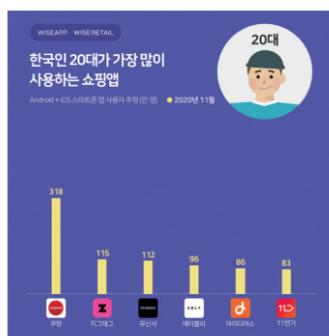 WISEAPP WISERETAIL
20대
한국인 20대가 가장 많이
사용하는 쇼핑앱
Android + iOS 스마트폰 앱 사용자 추정 (만 명) 2020년 11월
318
115
112
96
86
83
쿠팡
지그재그
무신사
에이블리
아이디어스
11번가